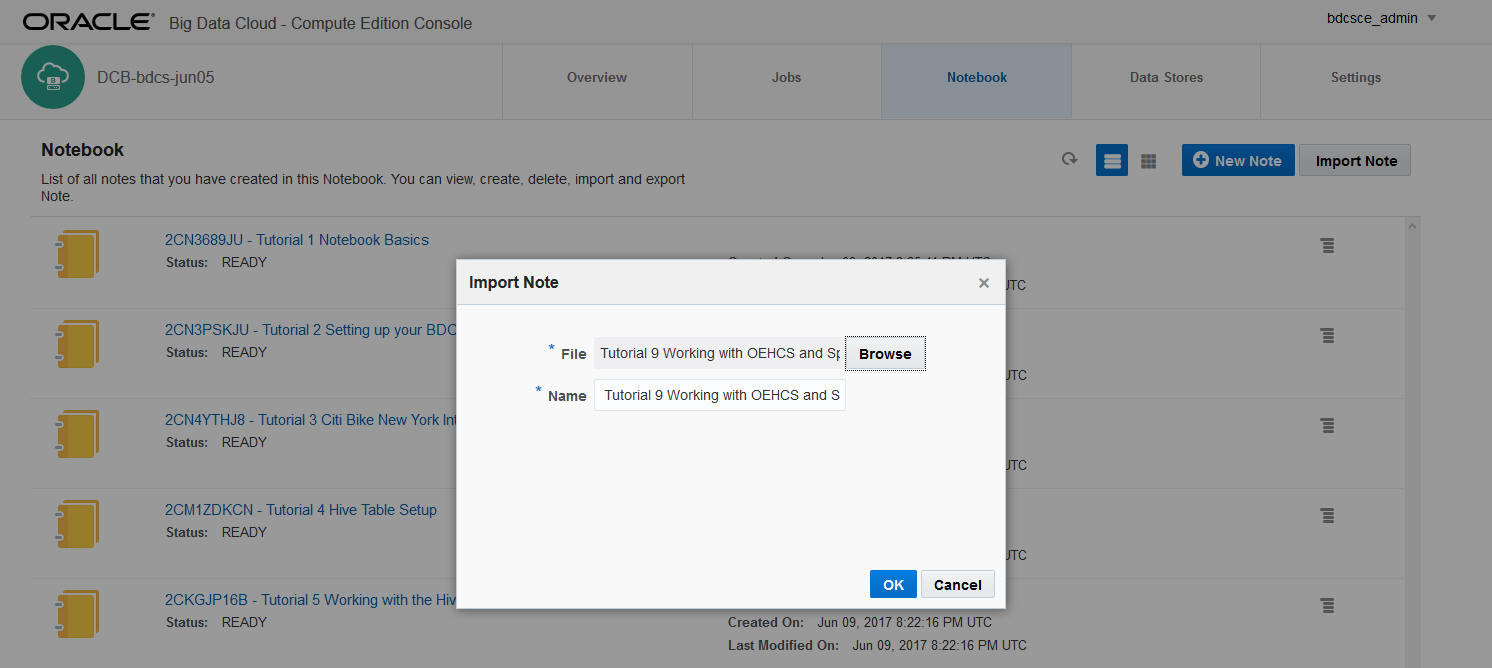 ORACLE Big Data Cloud - Compute Edition Console
bdcsce_admin
DCB-bdcs-jun05
Overview
Jobs
Notebook
Data Stores
Settings
Notebook
List of all notes that you have created in this Notebook. You can view, create, delete, import and export
Note.
New Note
Import Note
2CN3689JU - Tutorial 1 Notebook Basics
Status: READY
UTC
2CN3PSKJU - Tutorial 2 Setting up your BDC
Status: READY
UTC
2CN4YTHJ8 - Tutorial 3 Citi Bike New York Int
Status: READY
UTC
2CM1ZDKCN - Tutorial 4 Hive Table Setup
Status: READY
UTC
2CKGJP16B - Tutorial 5 Working with the Hiv
Status: READY
Created On: Jun 09, 2017 8:22:16 PM UTC
Last Modified On: Jun 09, 2017 8:22:16 PM UTC
Import Note
* File Tutorial 9 Working with OEHCS and Sp Browse
* Name Tutorial 9 Working with OEHCS and S
OK
Cancel